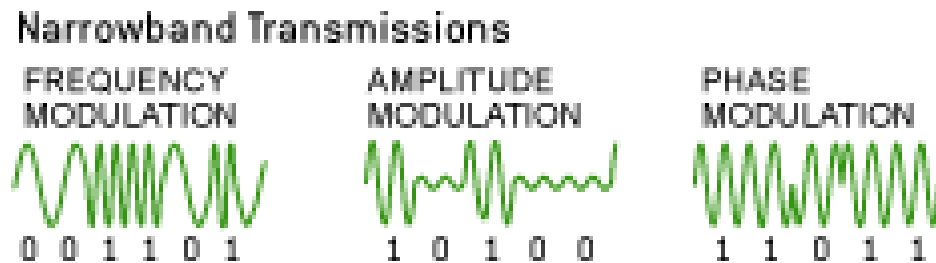 Narrowband Transmissions
FREQUENCY
MODULATION
AMPLITUDE
MODULATION
PHASE
MODULATION
0 0 1 1 0 1
1 0 1 0 0
1 1 0 1 1